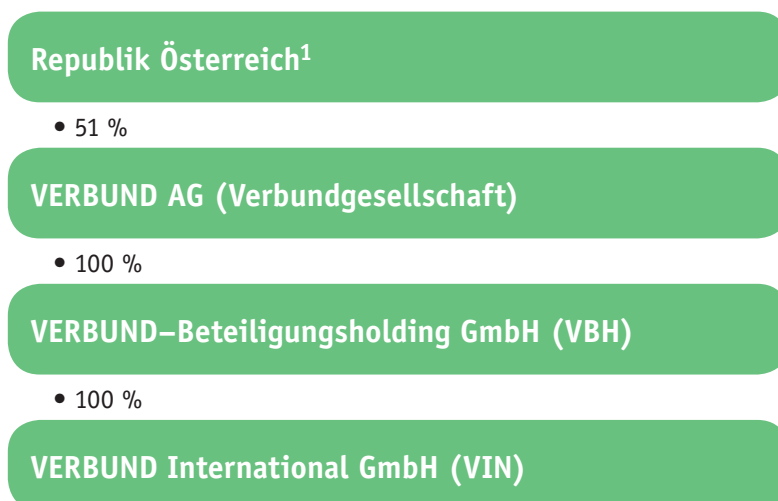 Republik Österreich¹
• 51 %
VERBUND AG (Verbundgesellschaft)
• 100 %
VERBUND–Beteiligungsholding GmbH (VBH)
• 100 %
VERBUND International GmbH (VIN)